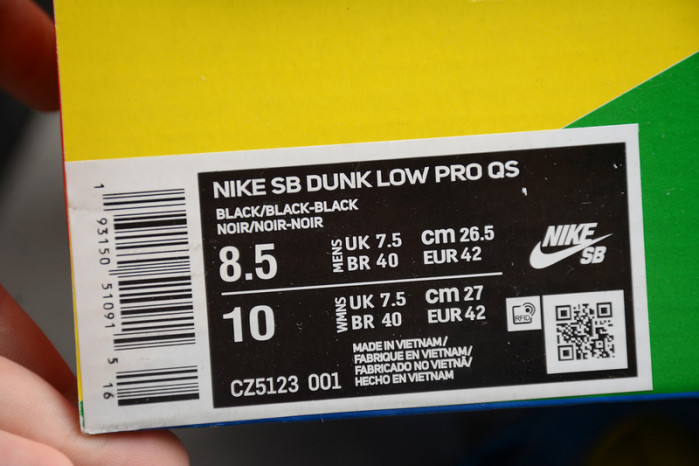 NIKE SB DUNK LOW PRO QS
BLACK/BLACK-BLACK
NOIR/NOIR-NOIR
8.5 MENS UK 7.5 cm 26.5
BR 40 EUR 42
10 WMNS UK 7.5 cm 27
BR 40 EUR 42
NIKE
SB
RFID
MADE IN VIETNAM/
FABRIQUE EN VIETNAM/
FABRICADO NO VIETNÃ/
HECHO EN VIETNAM
CZ5123 001
1 93150 51091 5 16